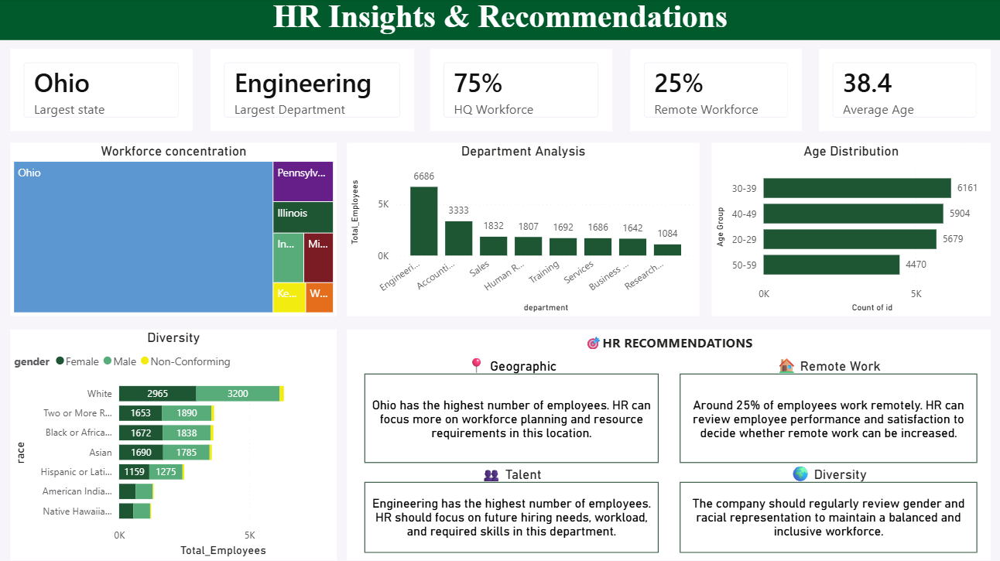 HR Insights & Recommendations
Ohio
Largest state
Engineering
Largest Department
75%
HQ Workforce
25%
Remote Workforce
38.4
Average Age
Workforce concentration
Ohio
Pennsylv...
Illinois
In...
Mi...
Ke...
W...
Department Analysis
Total_Employees
5K
0K
6686
3333
1832
1807
1692
1686
1642
1084
Engineeri...
Accounti...
Sales
Human R...
Training
Services
Business ...
Research...
department
Age Distribution
Age Group
30-39
6161
40-49
5904
20-29
5679
50-59
4470
0K
5K
Count of id
Diversity
gender
Female
Male
Non-Conforming
race
White
2965
3200
Two or More R...
1653
1890
Black or Africa...
1672
1838
Asian
1690
1785
Hispanic or Lati...
1159
1275
American India...
Native Hawaiia...
0K
5K
Total_Employees
HR RECOMMENDATIONS
Geographic
Ohio has the highest number of employees. HR can
focus more on workforce planning and resource
requirements in this location.
Remote Work
Around 25% of employees work remotely. HR can
review employee performance and satisfaction to
decide whether remote work can be increased.
Talent
Engineering has the highest number of employees.
HR should focus on future hiring needs, workload,
and required skills in this department.
Diversity
The company should regularly review gender and
racial representation to maintain a balanced and
inclusive workforce.